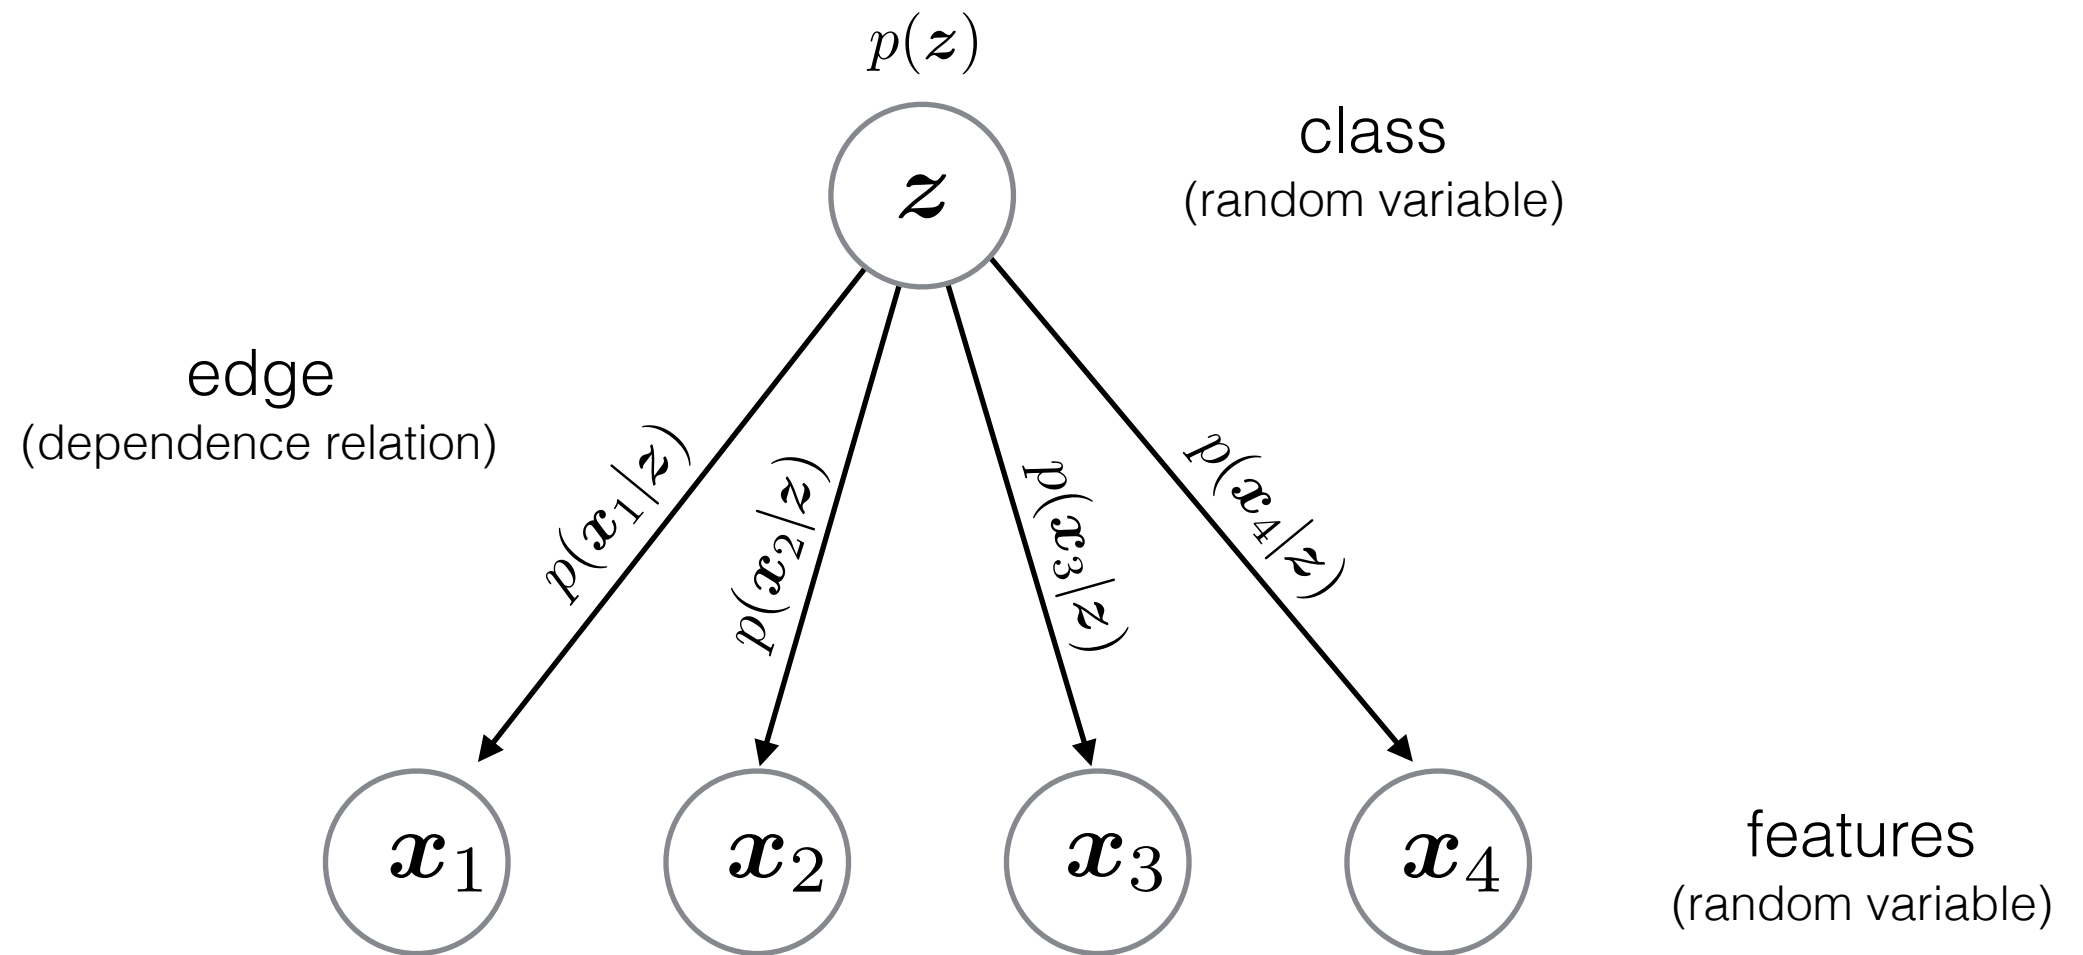 p(z)
z
class
(random variable)
edge
(dependence relation)
p(x₁|z)
p(x₂|z)
p(x₃|z)
p(x₄|z)
x₁
x₂
x₃
x₄
features
(random variable)